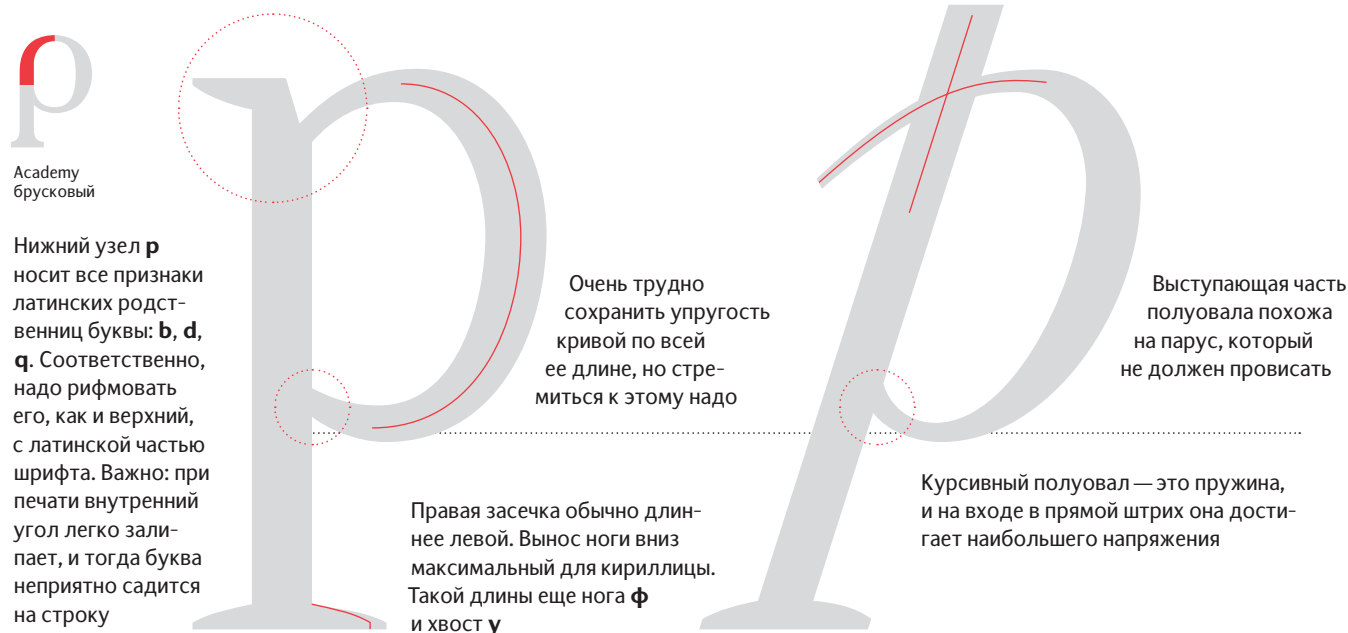 Academy
брусковый
Нижний узел р
носит все признаки
латинских родст-
венниц буквы: b, d,
q. Соответственно,
надо рифмовать
его, как и верхний,
с латинской частью
шрифта. Важно: при
печати внутренний
угол легко зали-
пает, и тогда буква
неприятно садится
на строку
Очень трудно
сохранить упругость
кривой по всей
ее длине, но стре-
миться к этому надо
Правая засечка обычно длин-
нее левой. Вынос ноги вниз
максимальный для кириллицы.
Такой длины еще нога ф
и хвост у
Выступающая часть
полуовала похожа
на парус, который
не должен провисать
Курсивный полуовал — это пружина,
и на входе в прямой штрих она дости-
гает наибольшего напряжения
р
р р